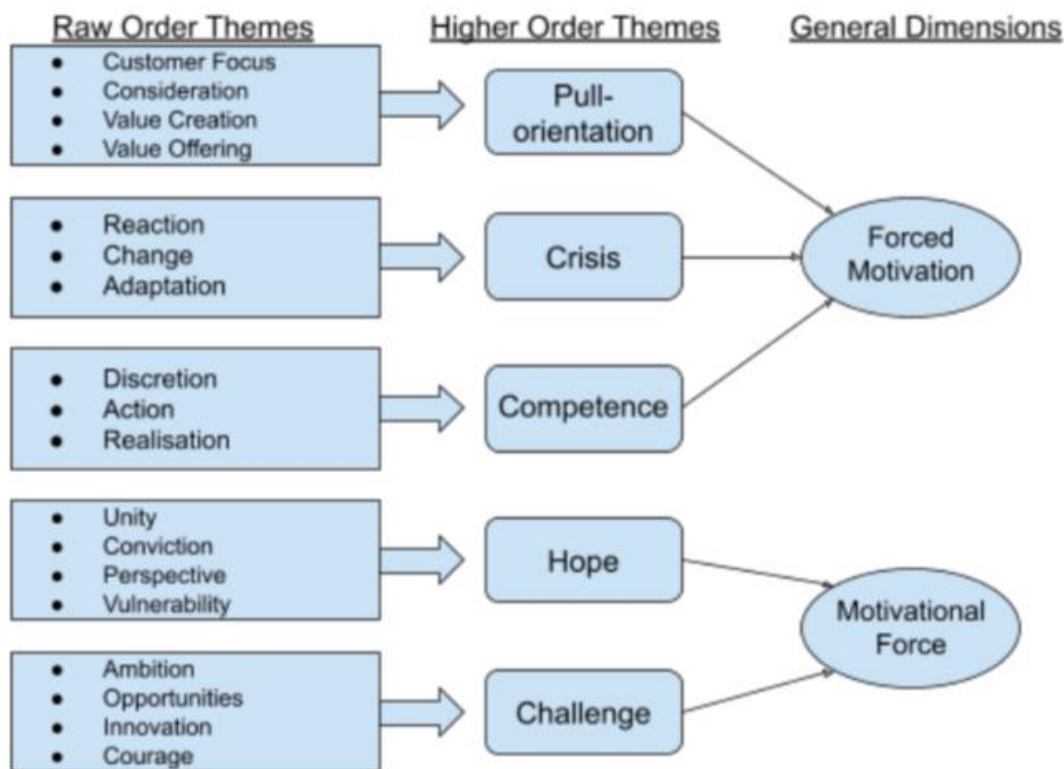 Raw Order Themes
Higher Order Themes
General Dimensions
● Customer Focus
● Consideration
● Value Creation
● Value Offering
Pull-
orientation
● Reaction
● Change
● Adaptation
Crisis
Forced
Motivation
● Discretion
● Action
● Realisation
Competence
● Unity
● Conviction
● Perspective
● Vulnerability
Hope
Motivational
Force
● Ambition
● Opportunities
● Innovation
● Courage
Challenge